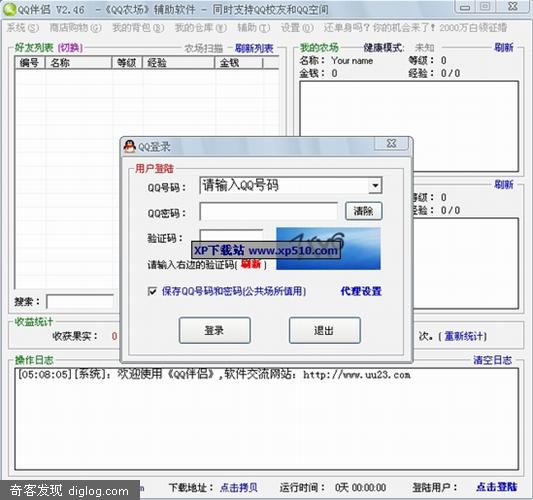 QQ伴侣 V2.46 -《QQ农场》辅助软件 - 同时支持QQ校友和QQ空间
系统(S) 商店购物(G) 我的背包(B) 我的仓库(W) 辅助(T) 设置(O) 还单身吗？你的机会来了！2000万白领征婚
好友列表 (切换) 农场扫描 刷新列表
编号 名称 等级 经验 金钱
我的农场 健康模式: 未知 刷新
名称: Your name 等级: 0
金钱: 0 经验: 0/0
刷新
等级: 0
经验: 0/0
QQ登录
用户登陆
QQ号码: 请输入QQ号码
QQ密码: 清除
验证码:
XP下载站 www.xp510.com
请输入右边的验证码( 刷新 )
保存QQ号码和密码(公共场所值用) 代理设置
登录 退出
搜索:
收益统计
收获果实: 0 次。(重新统计)
操作日志 清空日志
[05:08:05][系统]: 欢迎使用《QQ伴侣》,软件交流网站: http://www.uu23.com
奇客发现 diglog.com
下载地址: 点击拷贝 运行时间: 0天 00:00:00 登陆用户: 点击登陆